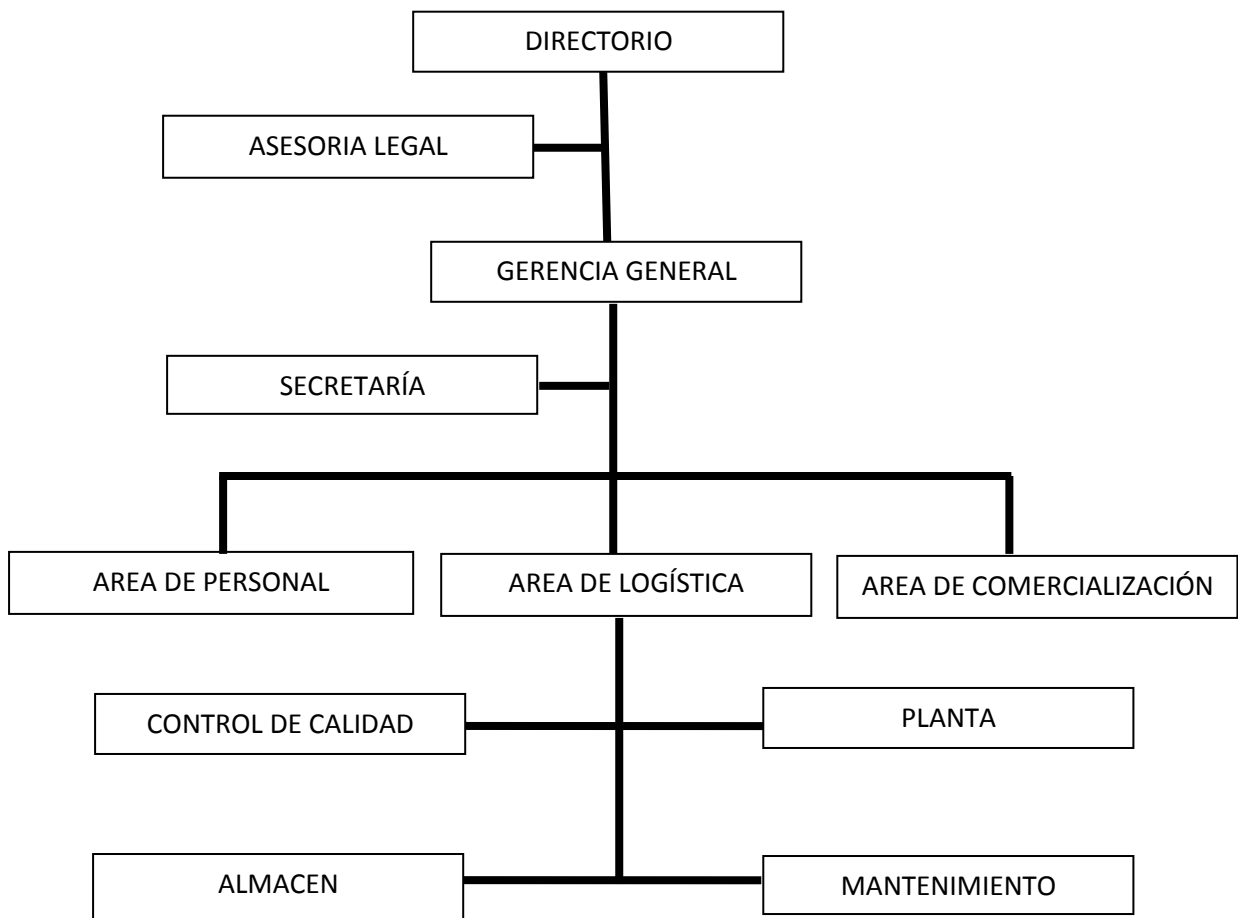 DIRECTORIO
ASESORIA LEGAL
GERENCIA GENERAL
SECRETARÍA
AREA DE PERSONAL
AREA DE LOGÍSTICA
AREA DE COMERCIALIZACIÓN
CONTROL DE CALIDAD
PLANTA
ALMACEN
MANTENIMIENTO